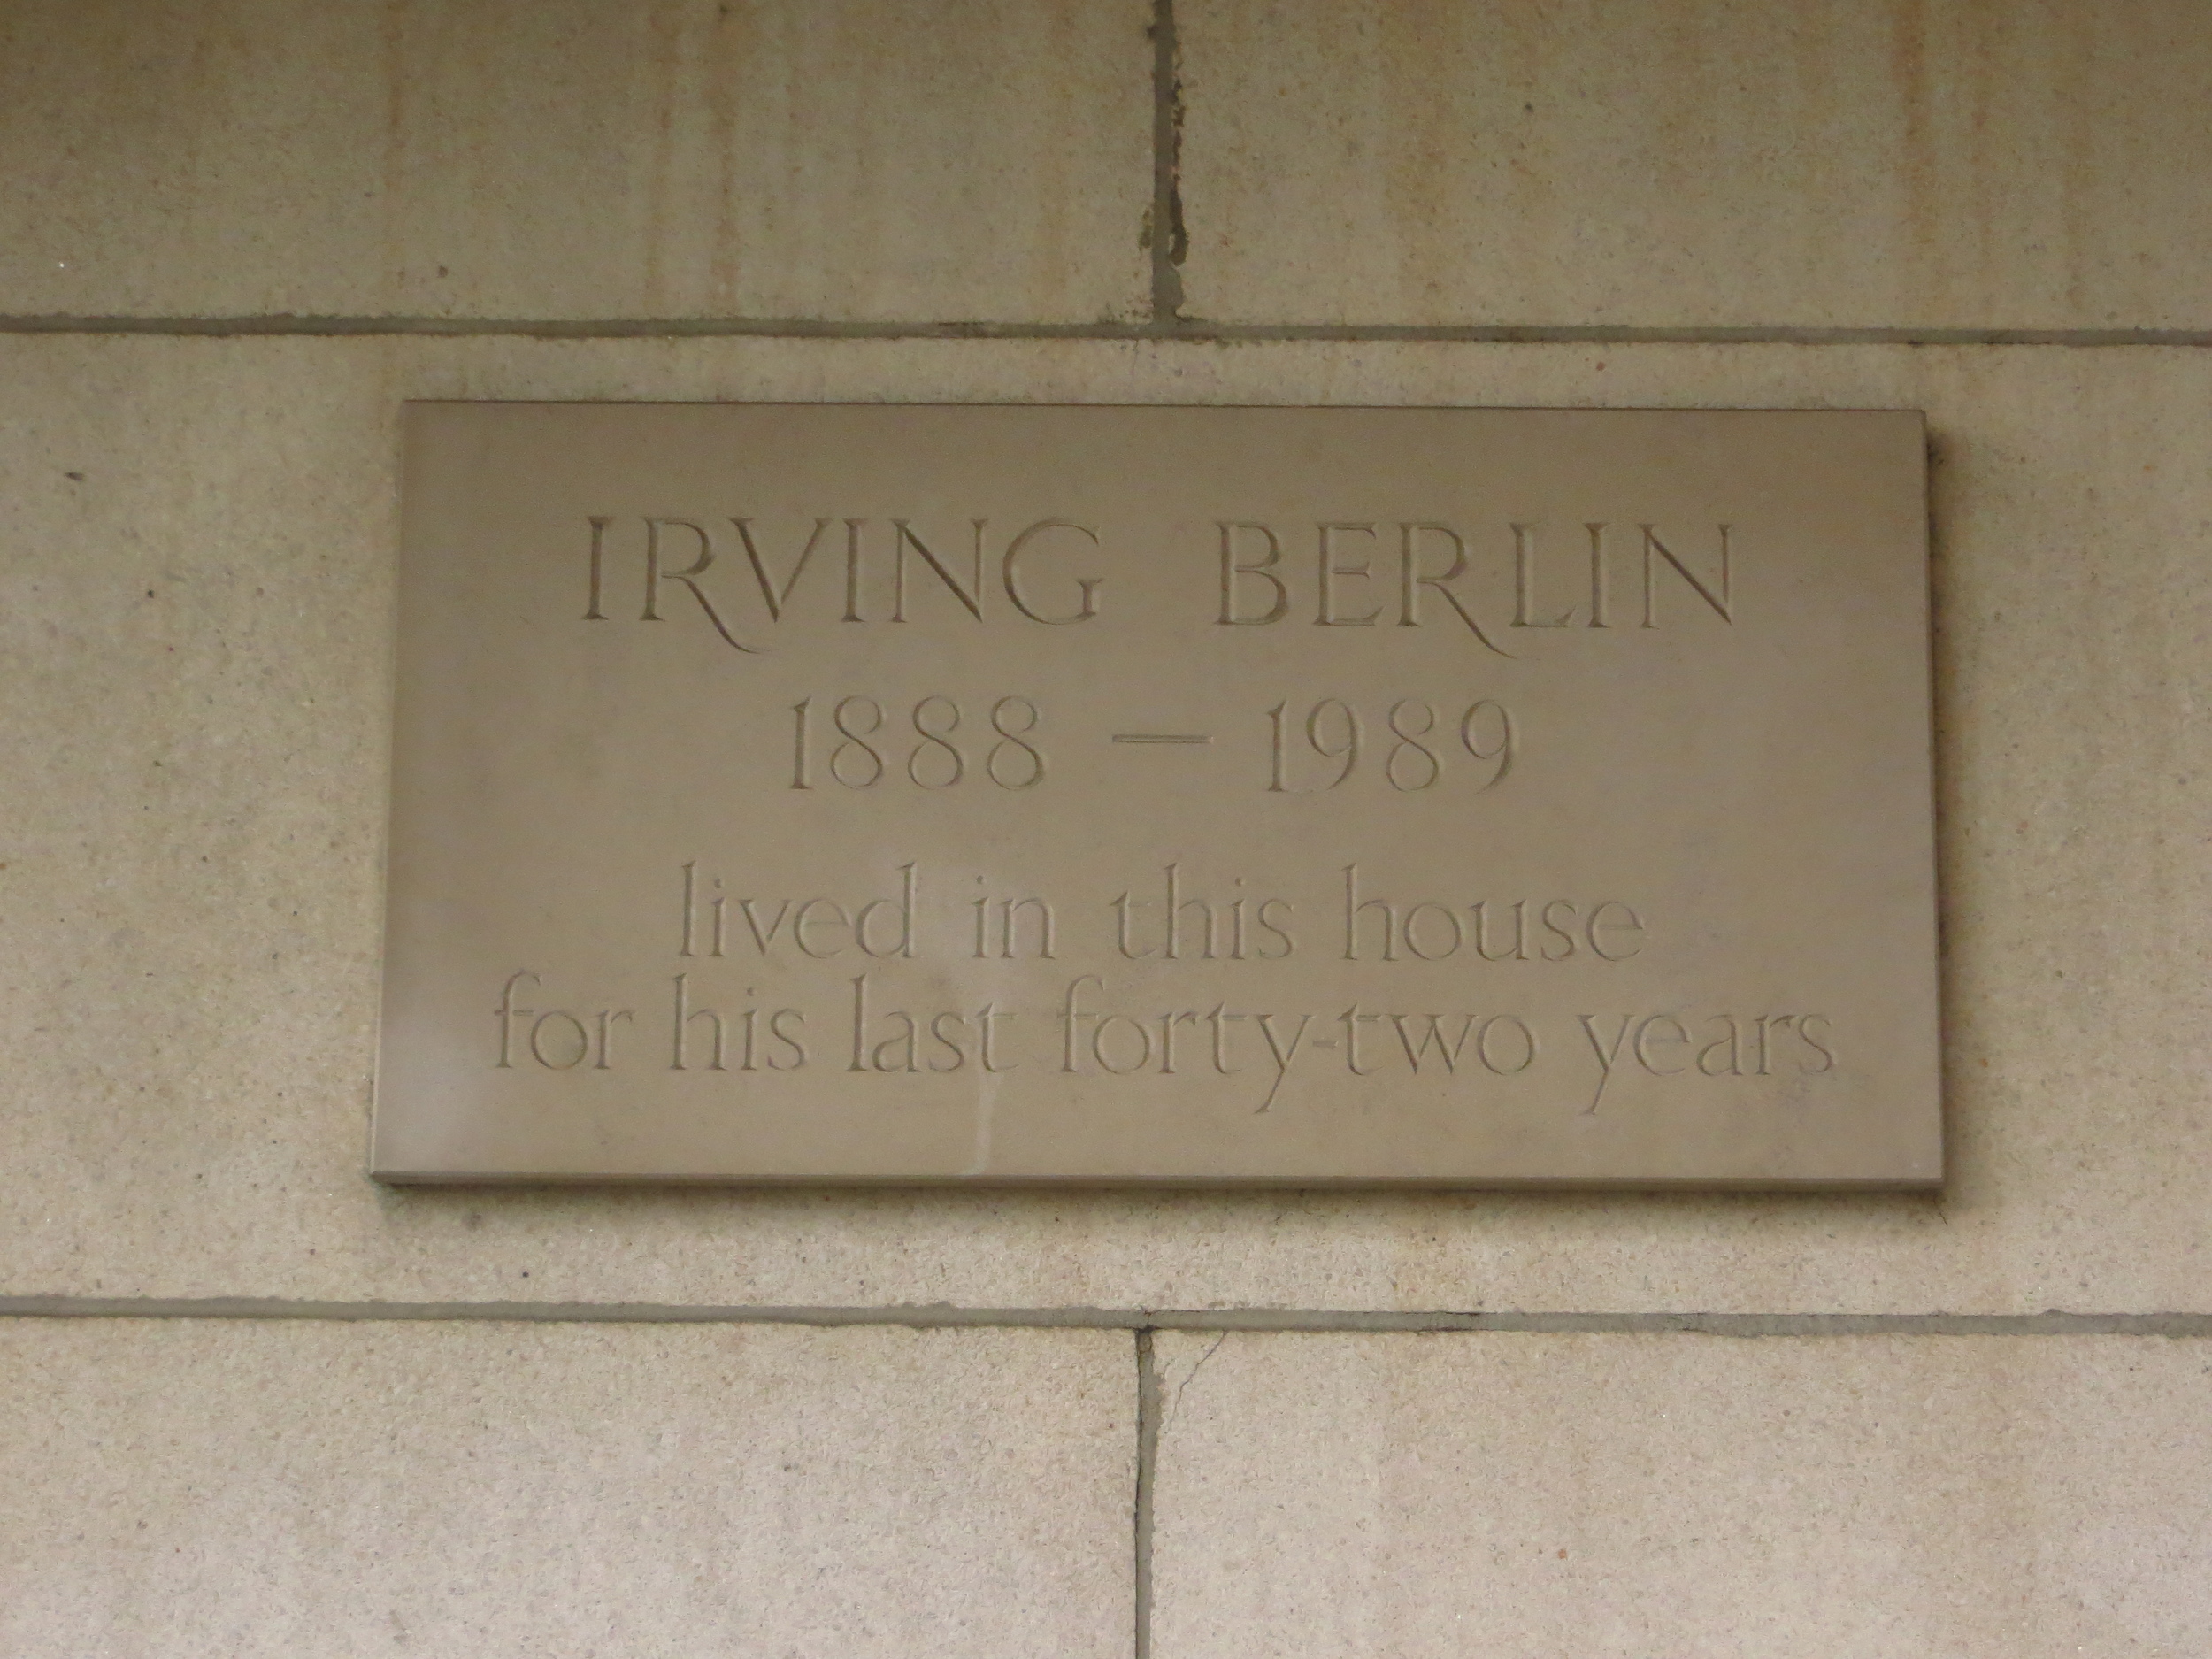 IRVING BERLIN
1888 — 1989
lived in this house
for his last forty-two years